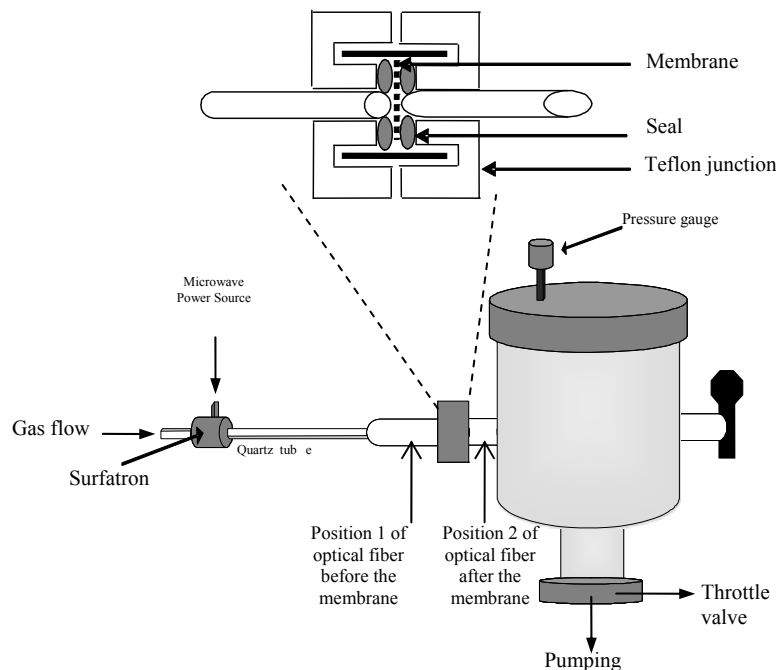 Membrane
Seal
Teflon junction
Pressure gauge
Microwave
Power Source
Gas flow
Surfatron
Quartz tub e
Position 1 of
optical fiber
before the
membrane
Position 2 of
optical fiber
after the
membrane
Throttle
valve
Pumping